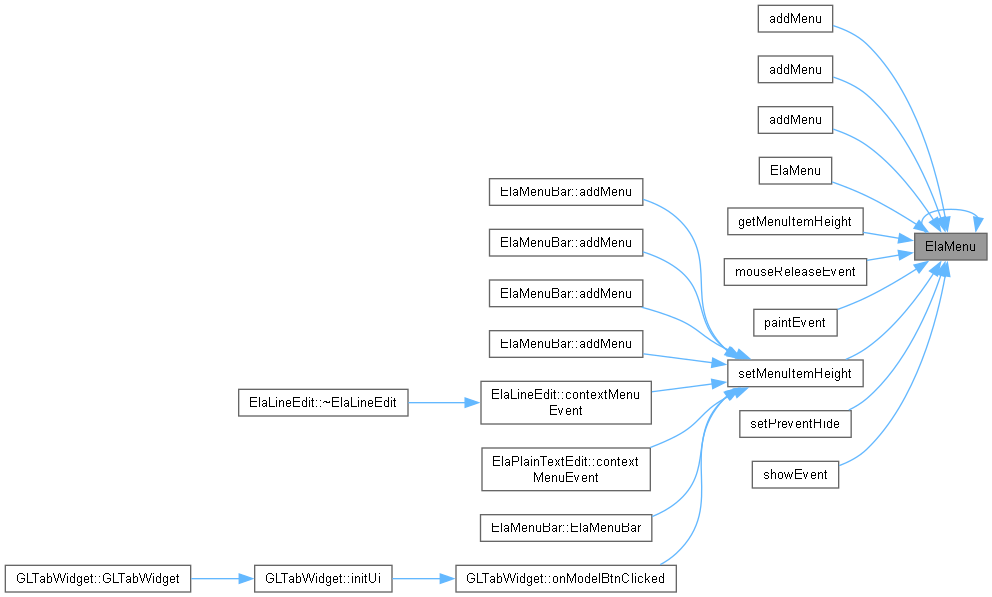 addMenu
addMenu
addMenu
ElaMenu
ElaMenuBar::addMenu
getMenuItemHeight
ElaMenuBar::addMenu
ElaMenu
mouseReleaseEvent
ElaMenuBar::addMenu
paintEvent
ElaMenuBar::addMenu
setMenuItemHeight
ElaLineEdit::~ElaLineEdit
ElaLineEdit::contextMenu
Event
setPreventHide
ElaPlainTextEdit::context
MenuEvent
showEvent
ElaMenuBar::ElaMenuBar
GLTabWidget::GLTabWidget
GLTabWidget::initUi
GLTabWidget::onModelBtnClicked